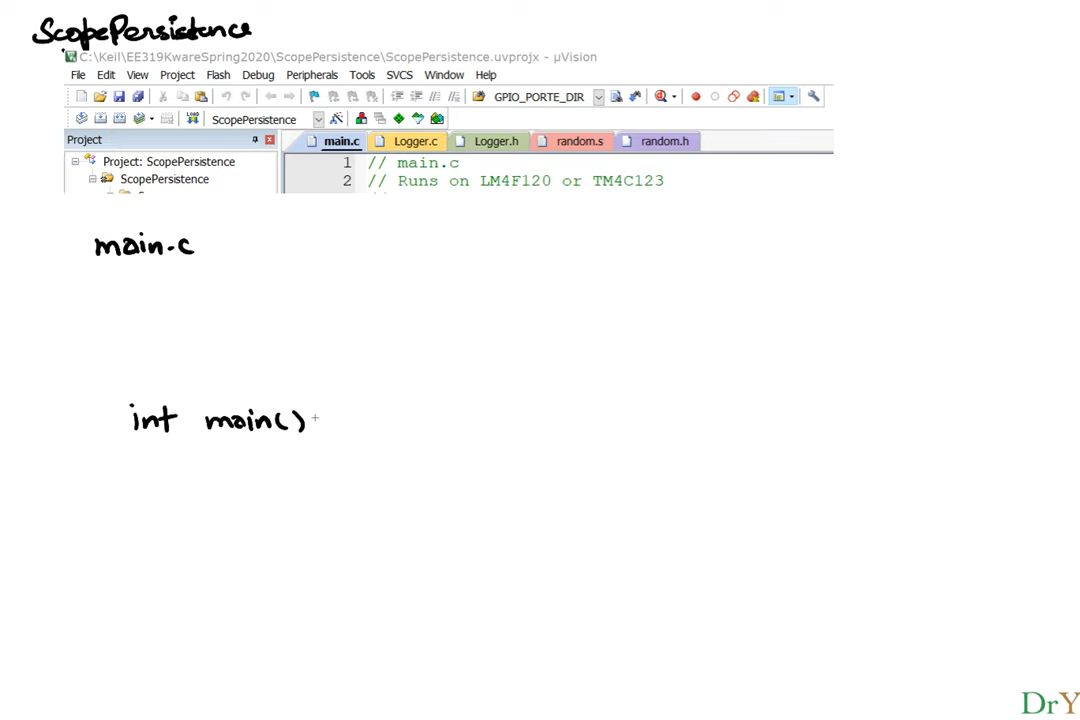 ScopePersistence
C:\Keil\EE319KwareSpring2020\ScopePersistence\ScopePersistence.uvprojx - µVision
File Edit View Project Flash Debug Peripherals Tools SVCS Window Help
GPIO_PORTE_DIR
LOAD ScopePersistence
Project main.c Logger.c Logger.h random.s random.h
Project: ScopePersistence 1 // main.c
ScopePersistence 2 // Runs on LM4F120 or TM4C123
main.c
int main()
DrY